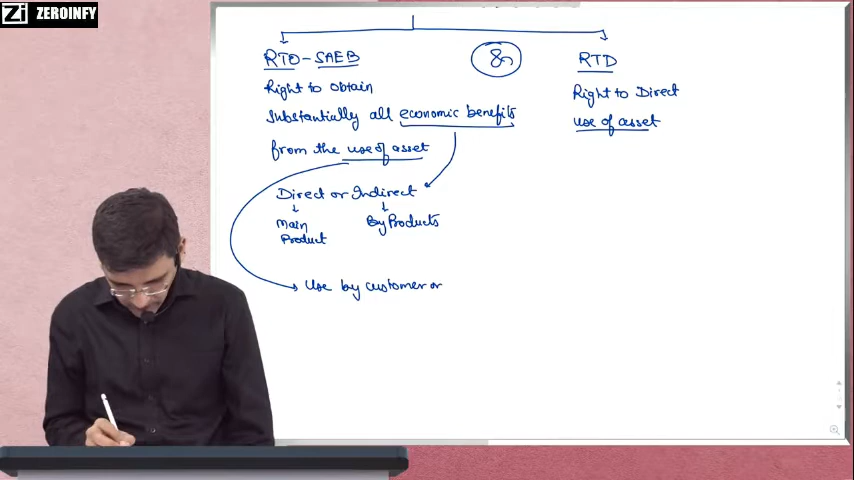 Zi ZEROINFY
RTO - SAEB
&
RTD
Right to Obtain
Substantially all economic benefits
from the use of asset
Right to Direct
use of asset
Direct or Indirect
Main
Product
By Products
Use by customer or